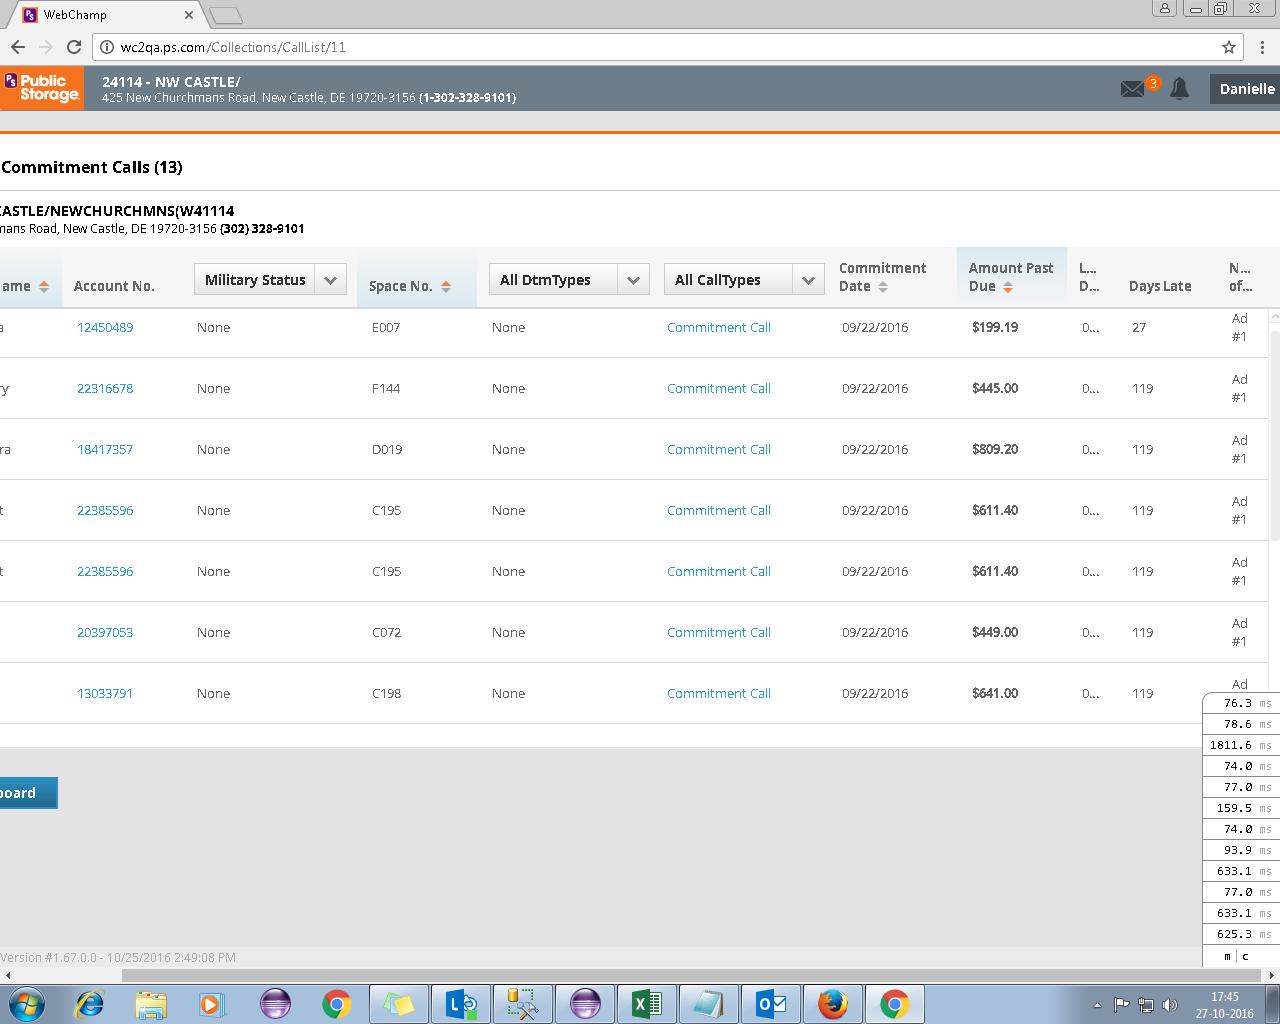 WebChamp
wc2qa.ps.com/Collections/CallList/11
PS Public Storage.
24114 - NW CASTLE/
425 New Churchmans Road, New Castle, DE 19720-3156 (1-302-328-9101)
3
Danielle
Commitment Calls (13)
CASTLE/NEWCHURCHMNS(W41114
mans Road, New Castle, DE 19720-3156 (302) 328-9101
ame Account No. Military Status Space No. All DtmTypes All CallTypes Commitment Date Amount Past Due L... D... Days Late N... of...
a 12450489 None E007 None Commitment Call 09/22/2016 $199.19 0... 27 Ad #1
ry 22316678 None F144 None Commitment Call 09/22/2016 $445.00 0... 119 Ad #1
ra 18417357 None D019 None Commitment Call 09/22/2016 $809.20 0... 119 Ad #1
t 22385596 None C195 None Commitment Call 09/22/2016 $611.40 0... 119 Ad #1
t 22385596 None C195 None Commitment Call 09/22/2016 $611.40 0... 119 Ad #1
20397053 None C072 None Commitment Call 09/22/2016 $449.00 0... 119 Ad #1
13033791 None C198 None Commitment Call 09/22/2016 $641.00 0... 119 Ad
76.3 ms
78.6 ms
1811.6 ms
74.0 ms
77.0 ms
159.5 ms
74.0 ms
93.9 ms
633.1 ms
77.0 ms
633.1 ms
625.3 ms
m | c
board
Version #1.67.0.0 - 10/25/2016 2:49:08 PM
17:45
27-10-2016